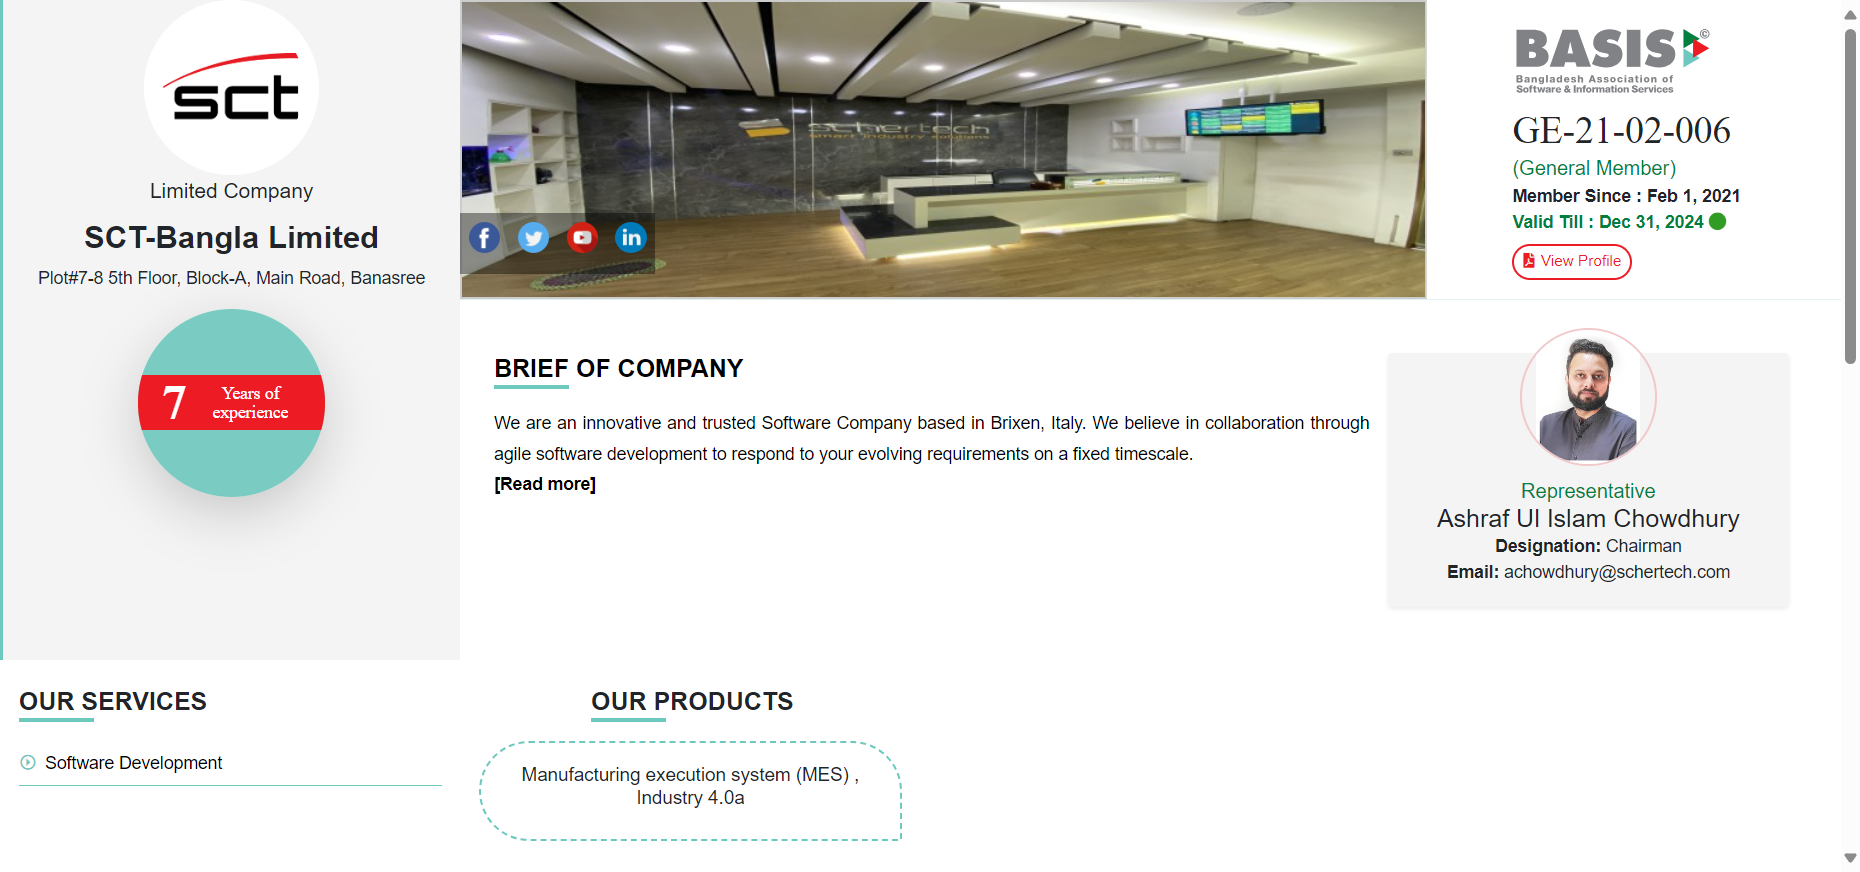 sct
Limited Company
SCT-Bangla Limited
Plot#7-8 5th Floor, Block-A, Main Road, Banasree
7 Years of
experience
schertech
smart industry solutions
BASIS ©
Bangladesh Association of
Software & Information Services
GE-21-02-006
(General Member)
Member Since : Feb 1, 2021
Valid Till : Dec 31, 2024
View Profile
BRIEF OF COMPANY
We are an innovative and trusted Software Company based in Brixen, Italy. We believe in collaboration through
agile software development to respond to your evolving requirements on a fixed timescale.
[Read more]
Representative
Ashraf Ul Islam Chowdhury
Designation: Chairman
Email: achowdhury@schertech.com
OUR SERVICES
Software Development
OUR PRODUCTS
Manufacturing execution system (MES) ,
Industry 4.0a